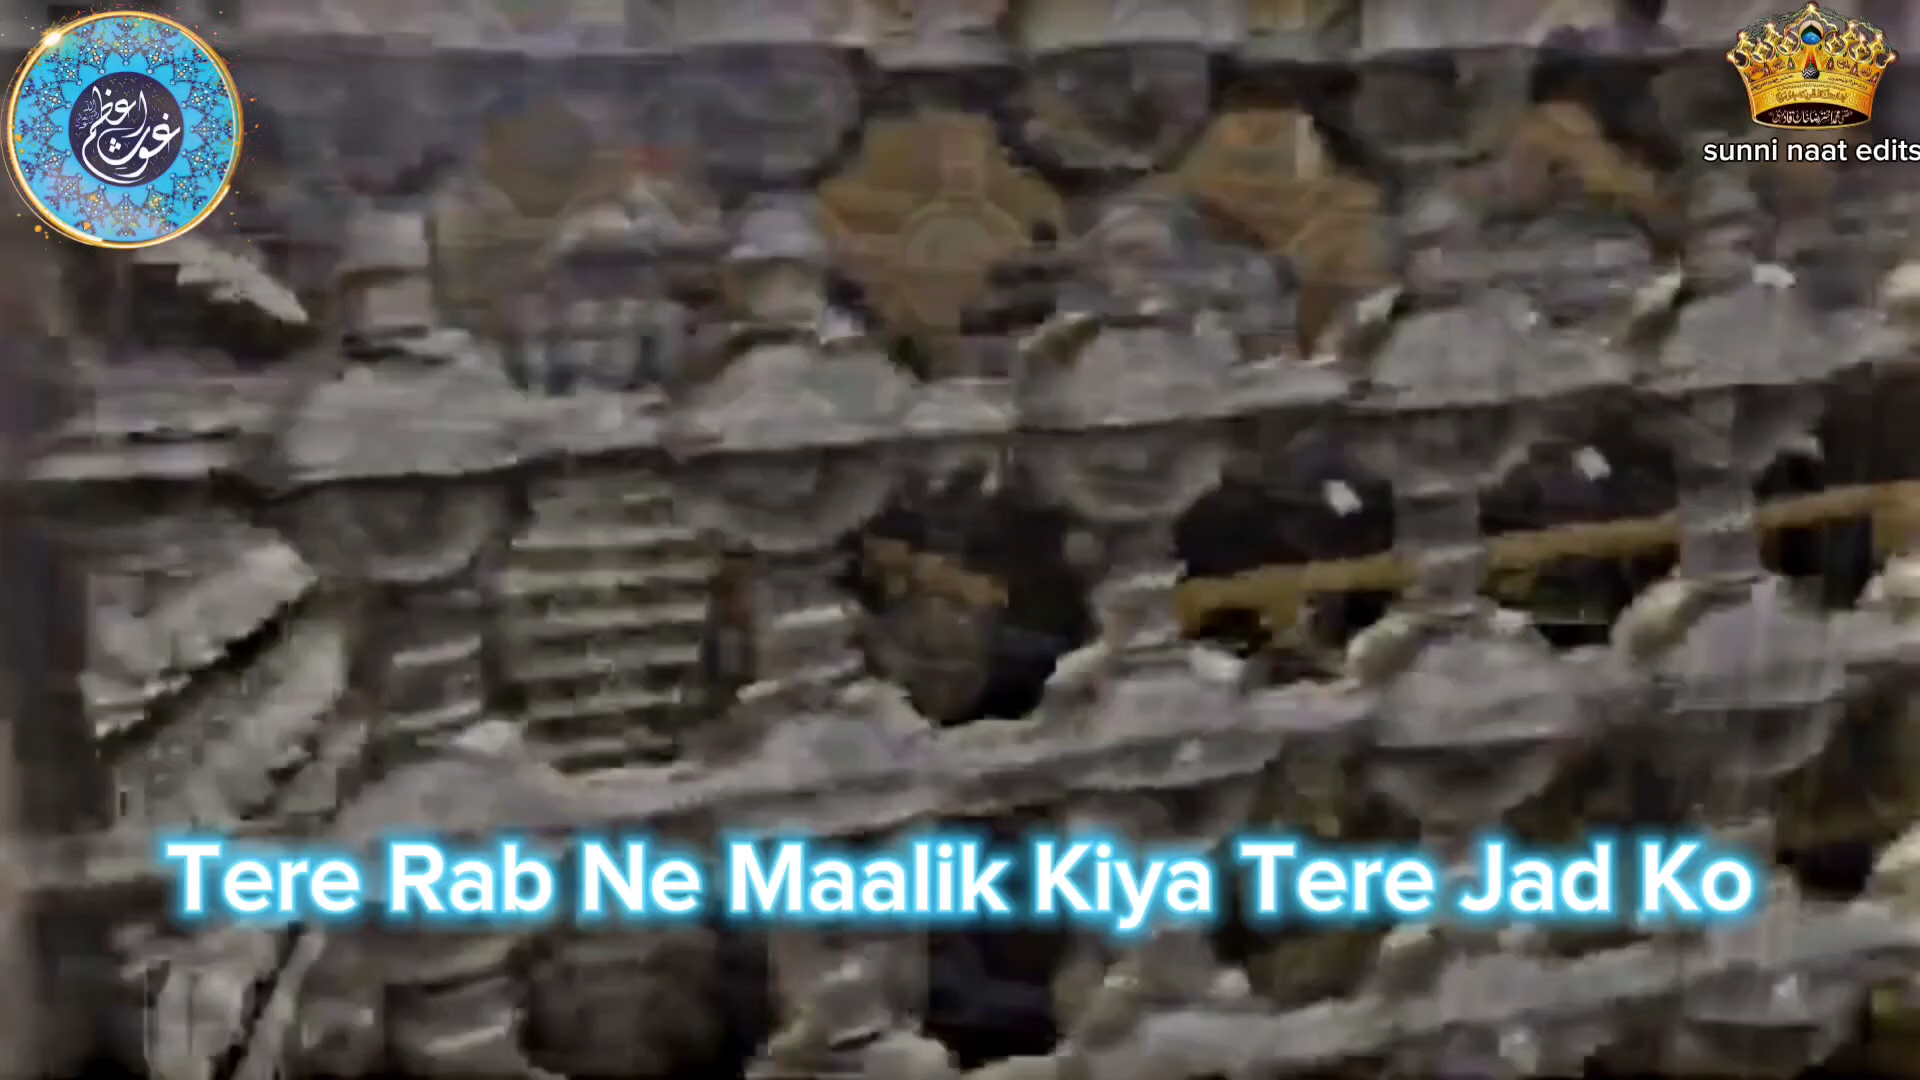 غوث اعظم
sunni naat edits
Tere Rab Ne Maalik Kiya Tere Jad Ko